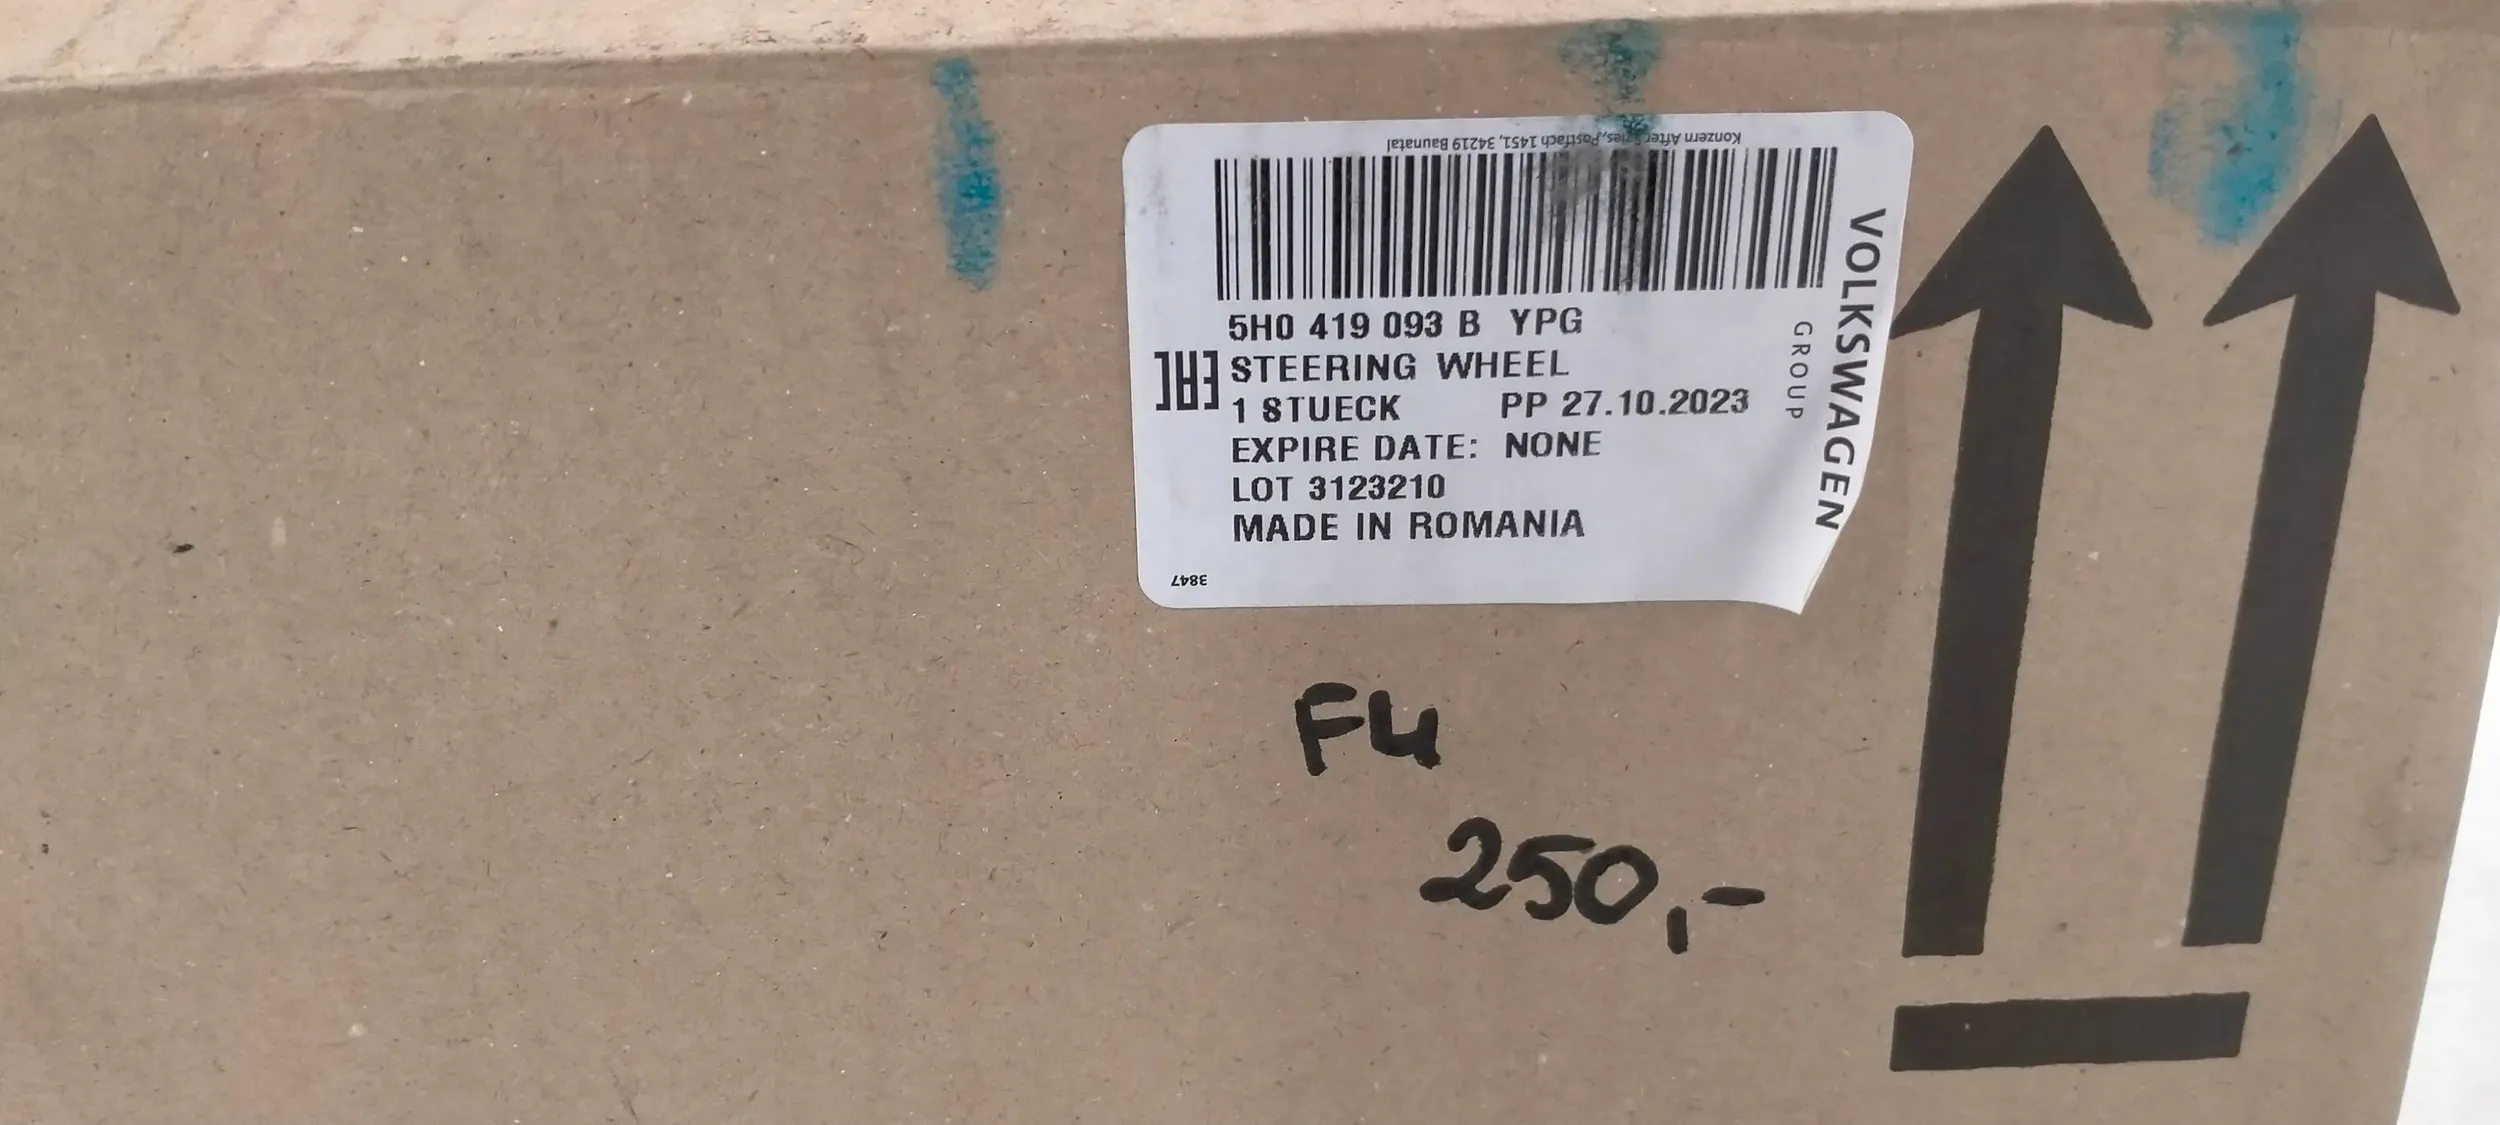 Konzern After Sales, Postfach 1451, 34219 Baunatal
5H0 419 093 B YPG
EAC
STEERING WHEEL
1 STUECK PP 27.10.2023
EXPIRE DATE: NONE
LOT 3123210
MADE IN ROMANIA
3847
VOLKSWAGEN
GROUP
F4
250,-